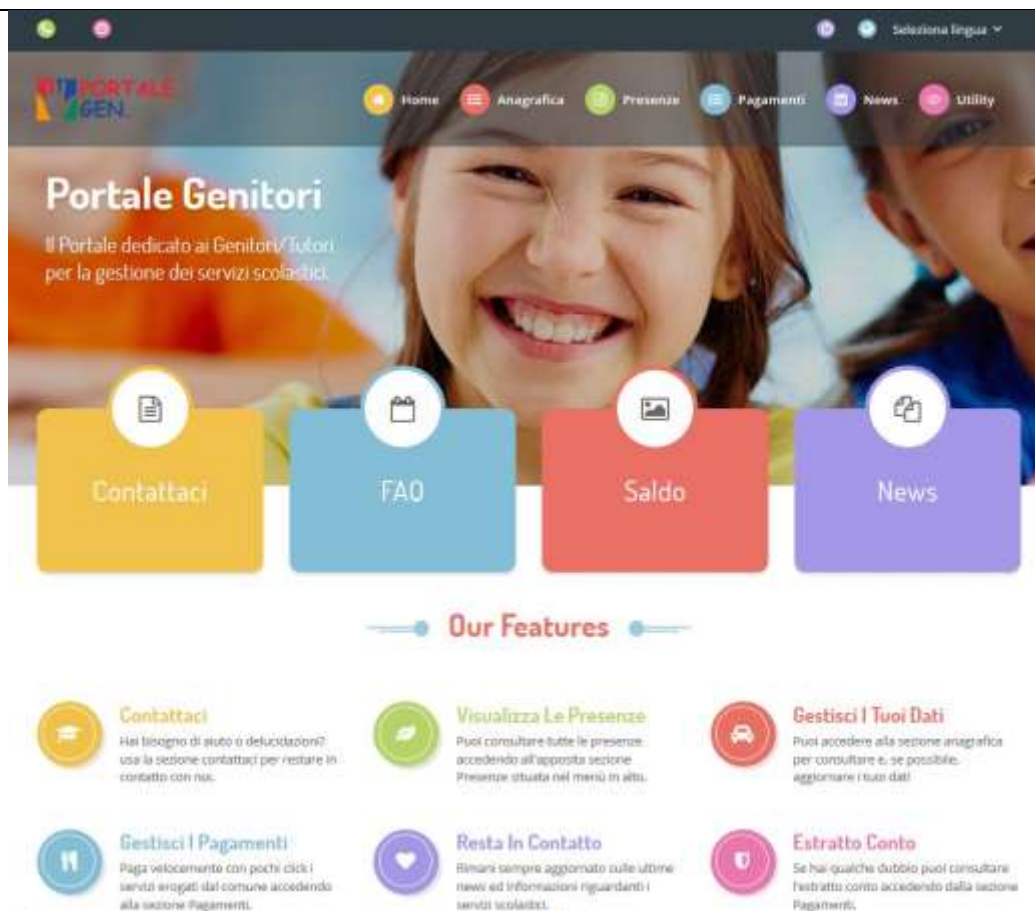 Seleziona lingua
PORTALE
GEN.
Home Anagrafica Presenze Pagamenti News Utility
Portale Genitori
Il Portale dedicato ai Genitori/Tutori
per la gestione dei servizi scolastici.
Contattaci FAQ Saldo News
Our Features
Contattaci
Hai bisogno di aiuto o delucidazioni?
usa la sezione contattaci per restare in
contatto con noi.
Visualizza Le Presenze
Puoi consultare tutte le presenze
accedendo all'apposita sezione
Presenze situata nel menù in alto.
Gestisci I Tuoi Dati
Puoi accedere alla sezione anagrafica
per consultare e, se possibile,
aggiornare i tuoi dati
Gestisci I Pagamenti
Paga velocemente con pochi click i
servizi erogati dal comune accedendo
alla sezione Pagamenti.
Resta In Contatto
Rimani sempre aggiornato sulle ultime
news ed informazioni riguardanti i
servizi scolastici.
Estratto Conto
Se hai qualche dubbio puoi consultare
l'estratto conto accedendo dalla sezione
Pagamenti.